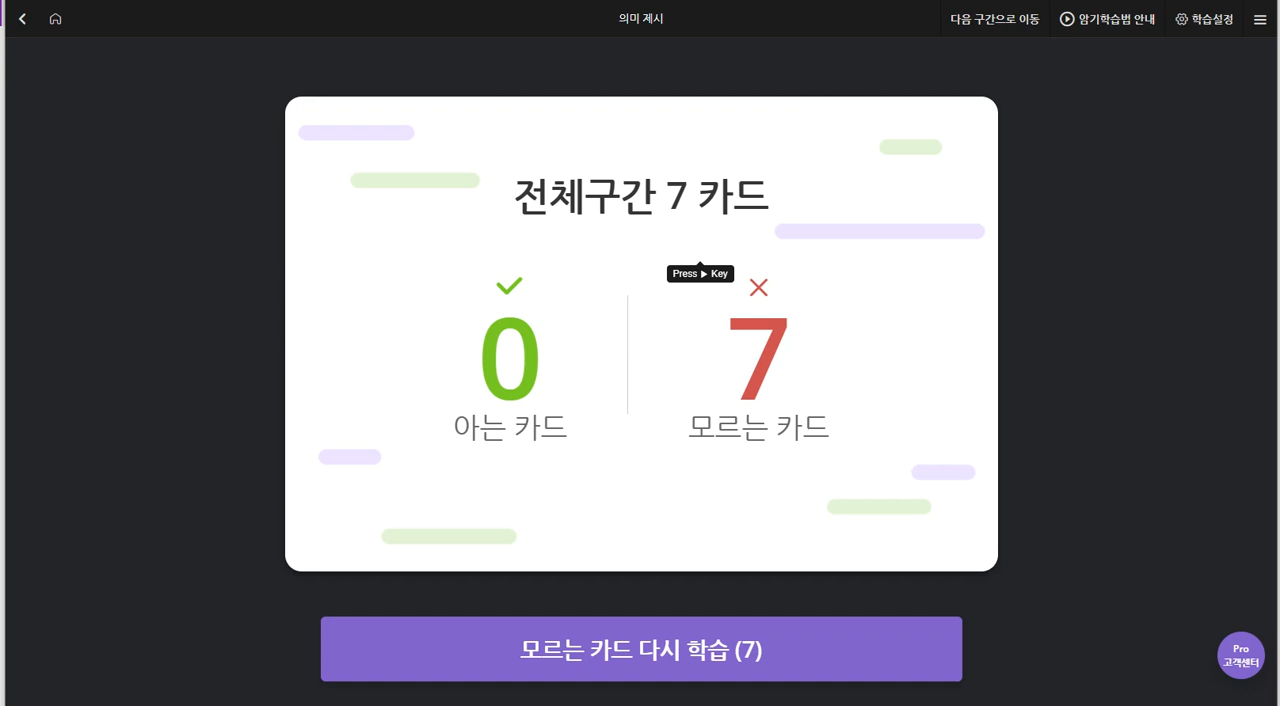 의미 제시
다음 구간으로 이동
암기학습법 안내
학습설정
전체구간 7 카드
Press ▶ Key
0
7
아는 카드
모르는 카드
모르는 카드 다시 학습 (7)
Pro
고객센터